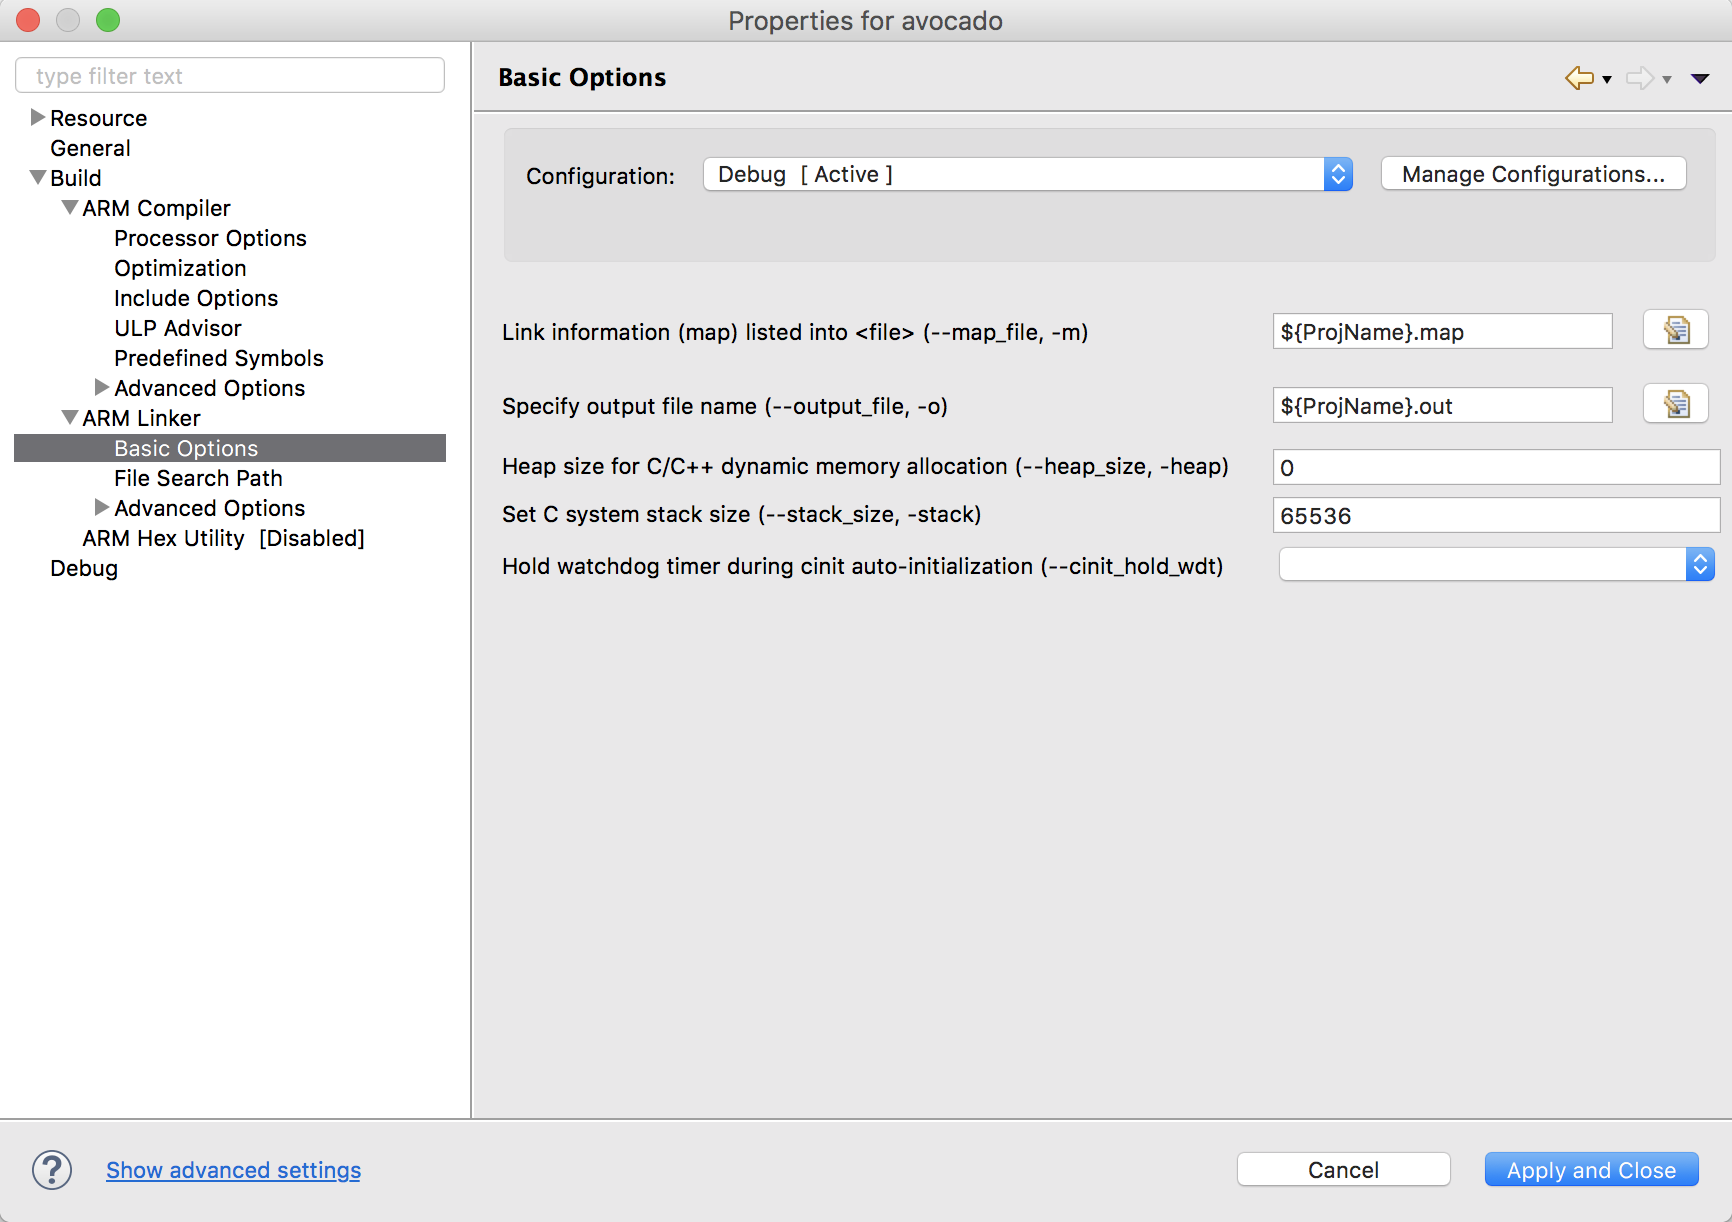 Properties for avocado
type filter text
Resource
General
Build
ARM Compiler
Processor Options
Optimization
Include Options
ULP Advisor
Predefined Symbols
Advanced Options
ARM Linker
Basic Options
File Search Path
Advanced Options
ARM Hex Utility [Disabled]
Debug
Basic Options
Configuration: Debug [ Active ] Manage Configurations...
Link information (map) listed into <file> (--map_file, -m) ${ProjName}.map
Specify output file name (--output_file, -o) ${ProjName}.out
Heap size for C/C++ dynamic memory allocation (--heap_size, -heap) 0
Set C system stack size (--stack_size, -stack) 65536
Hold watchdog timer during cinit auto-initialization (--cinit_hold_wdt)
? Show advanced settings Cancel Apply and Close